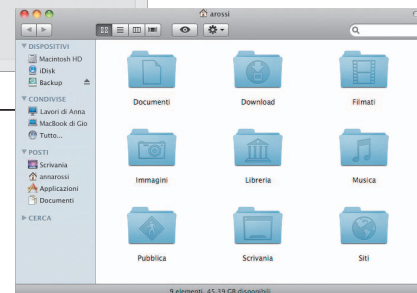 arossi
DISPOSITIVI
Macintosh HD
iDisk
Backup
CONDIVISE
Lavori di Anna
MacBook di Gio
Tutto...
POSTI
Scrivania
annarossi
Applicazioni
Documenti
CERCA
Documenti Download Filmati
Immagini Libreria Musica
Pubblica Scrivania Siti
9 elementi, 45,39 GB disponibili